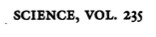 SCIENCE, VOL. 235